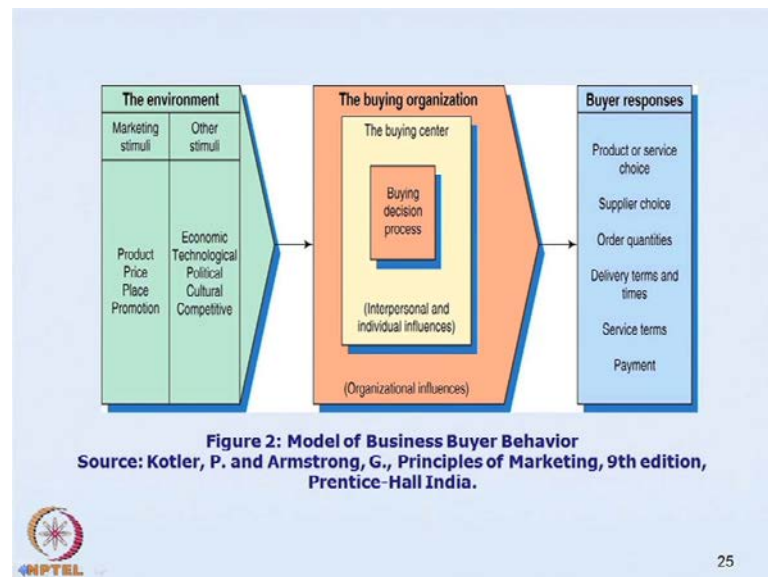 The environment
Marketing
stimuli
Other
stimuli
Product
Price
Place
Promotion
Economic
Technological
Political
Cultural
Competitive
The buying organization
The buying center
Buying
decision
process
(Interpersonal and
individual influences)
(Organizational influences)
Buyer responses
Product or service
choice
Supplier choice
Order quantities
Delivery terms and
times
Service terms
Payment
Figure 2: Model of Business Buyer Behavior
Source: Kotler, P. and Armstrong, G., Principles of Marketing, 9th edition,
Prentice-Hall India.
NPTEL
25